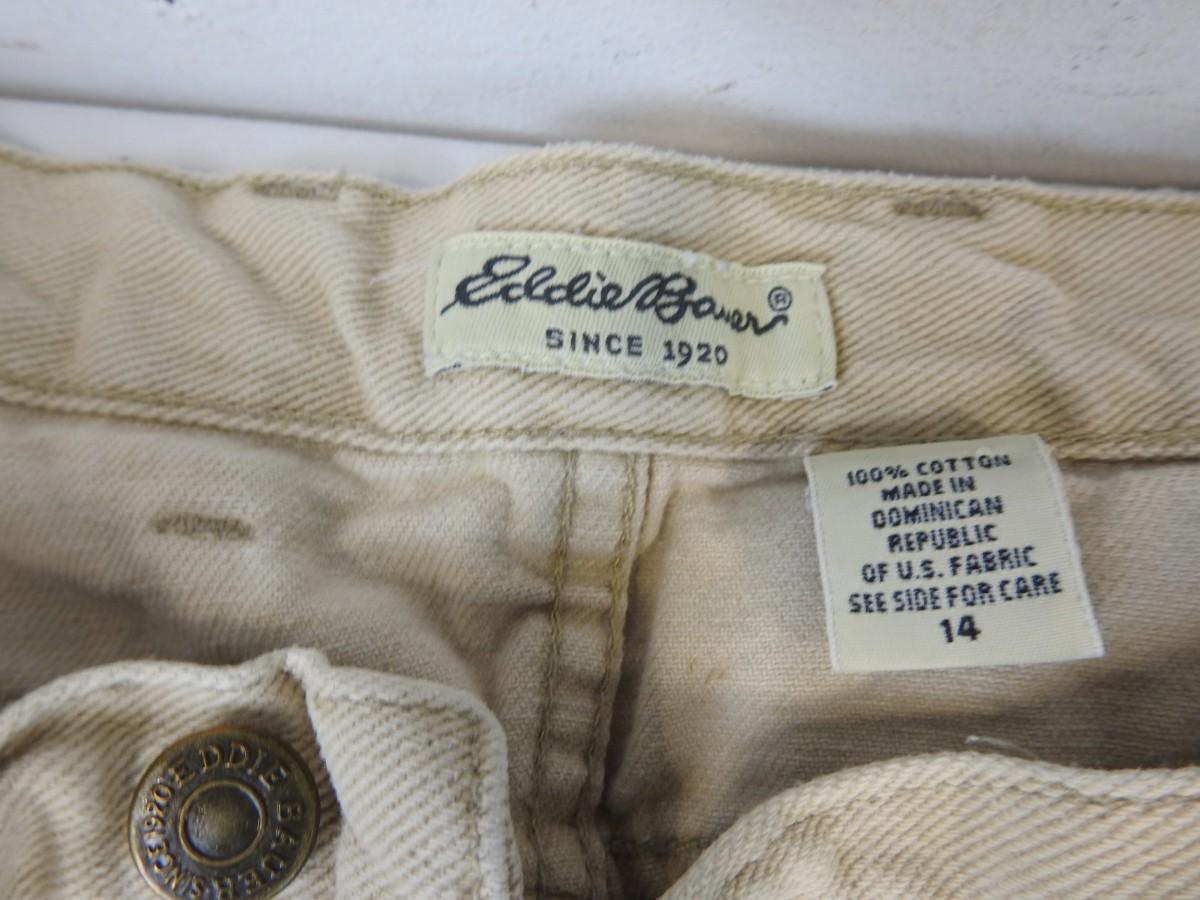 Eddie Bauer®
SINCE 1920
100% COTTON
MADE IN
DOMINICAN
REPUBLIC
OF U.S. FABRIC
SEE SIDE FOR CARE
14
EDDIE BAUER
SINCE 1920